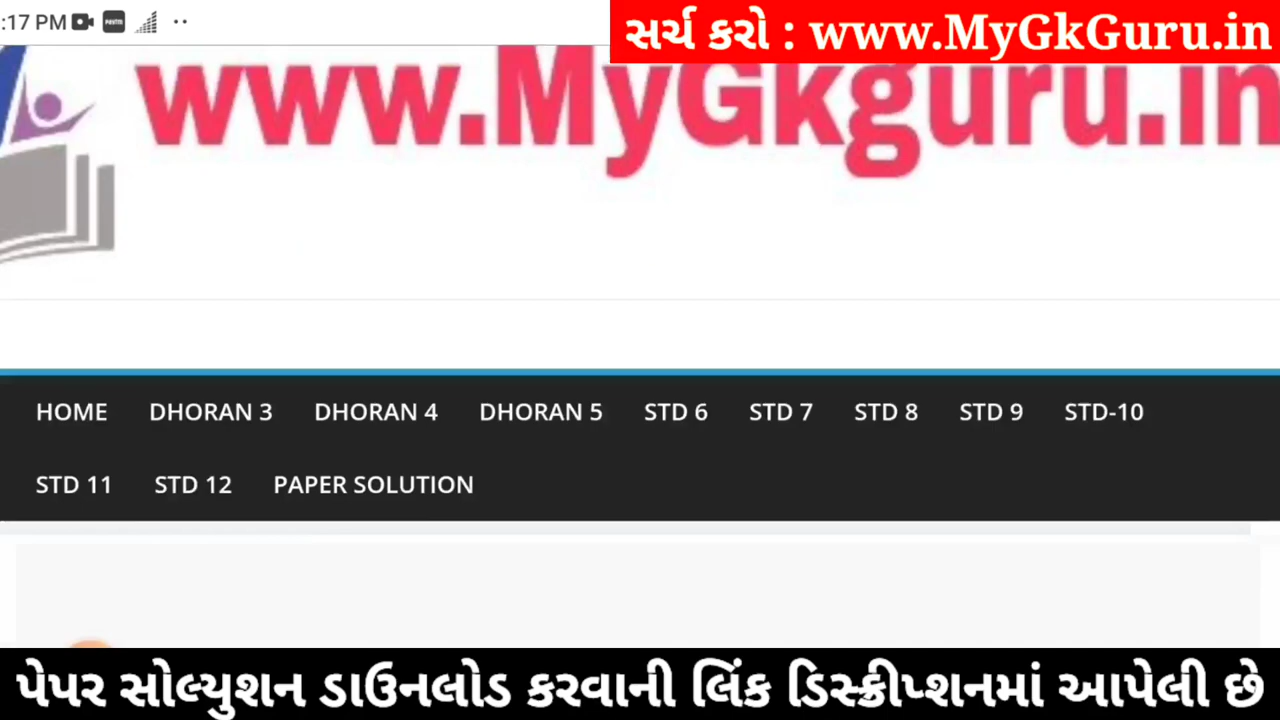 :17 PM
સર્ચ કરો : www.MyGkGuru.in
www.MyGkguru.in
HOME DHORAN 3 DHORAN 4 DHORAN 5 STD 6 STD 7 STD 8 STD 9 STD-10
STD 11 STD 12 PAPER SOLUTION
પેપર સોલ્યુશન ડાઉનલોડ કરવાની લિંક ડિસ્ક્રીપ્શનમાં આપેલી છે